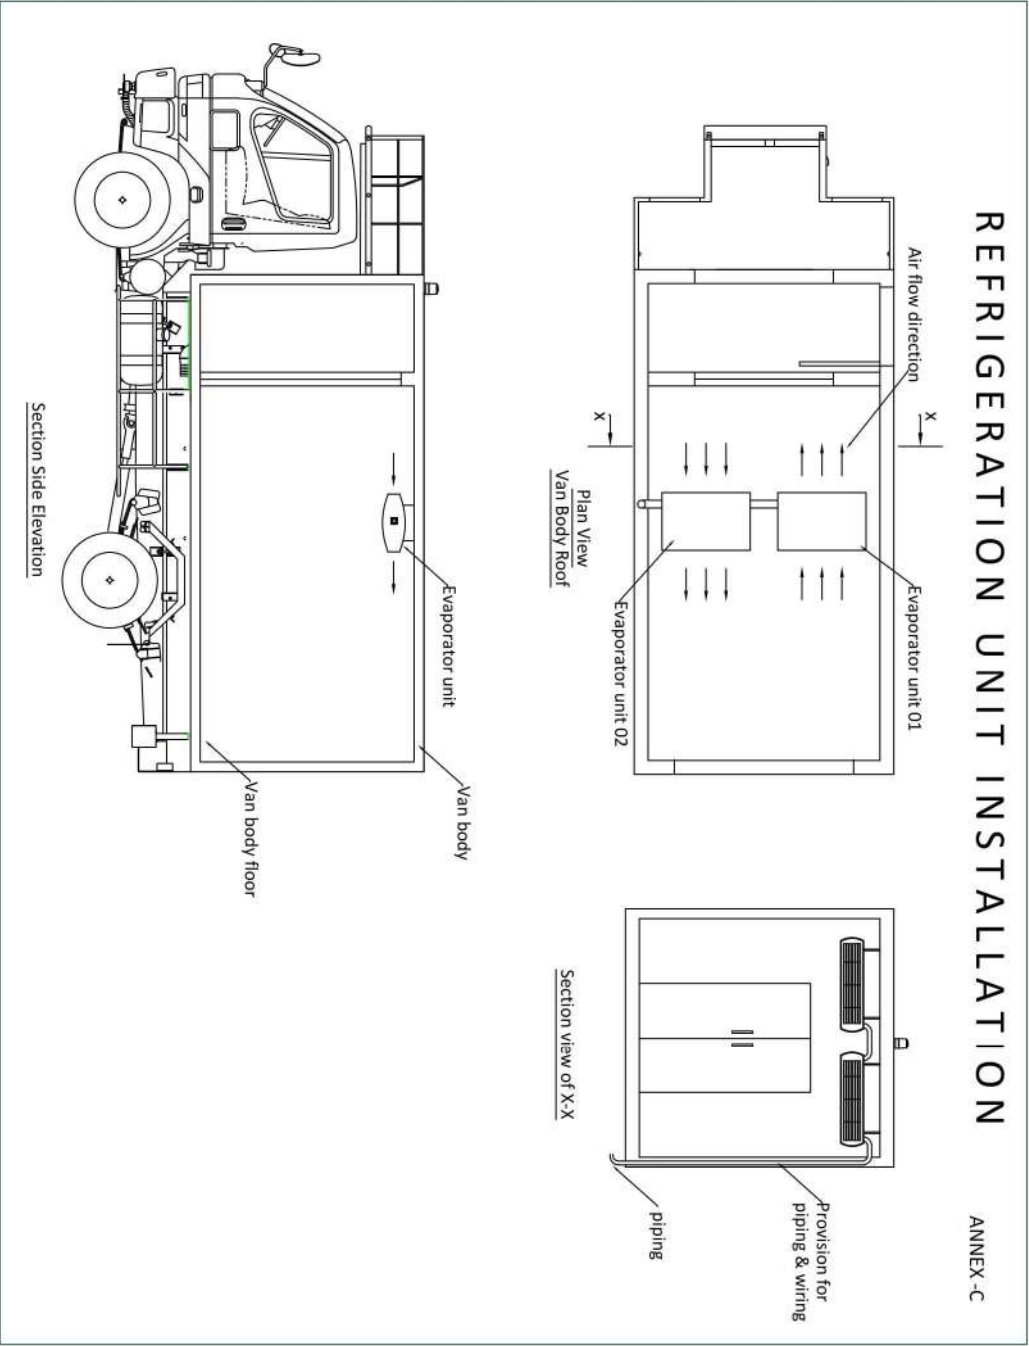 REFRIGERATION UNIT INSTALLATION
ANNEX -C
Air flow direction
X
X
Evaporator unit 01
Evaporator unit 02
Plan View
Van Body Roof
Section view of X-X
Provision for
piping & wiring
piping
Evaporator unit
Van body
Van body floor
Section Side Elevation